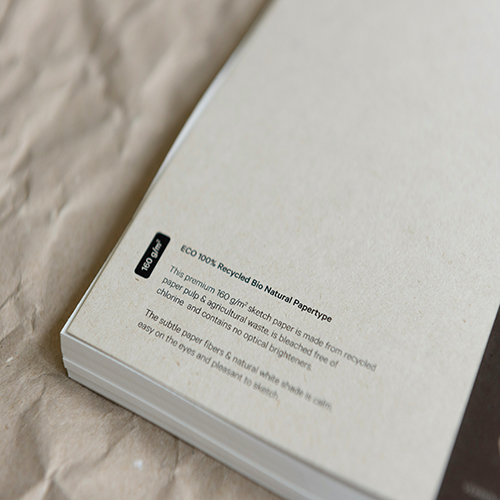 160 g/m²
ECO 100% Recycled Bio Natural Papertype
This premium 160 g/m² sketch paper is made from recycled
paper pulp & agricultural waste, is bleached free of
chlorine and contains no optical brighteners.
The subtle paper fibers & natural white shade is calm,
easy on the eyes and pleasant to sketch.